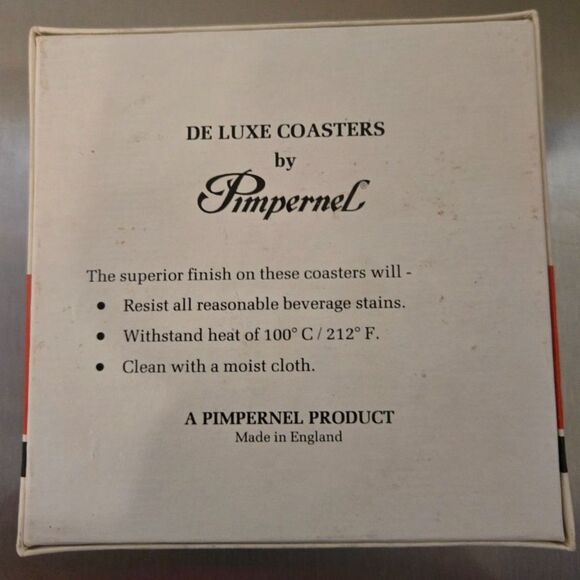 DE LUXE COASTERS
by
Pimpernel
The superior finish on these coasters will -
• Resist all reasonable beverage stains.
• Withstand heat of 100° C / 212° F.
• Clean with a moist cloth.
A PIMPERNEL PRODUCT
Made in England